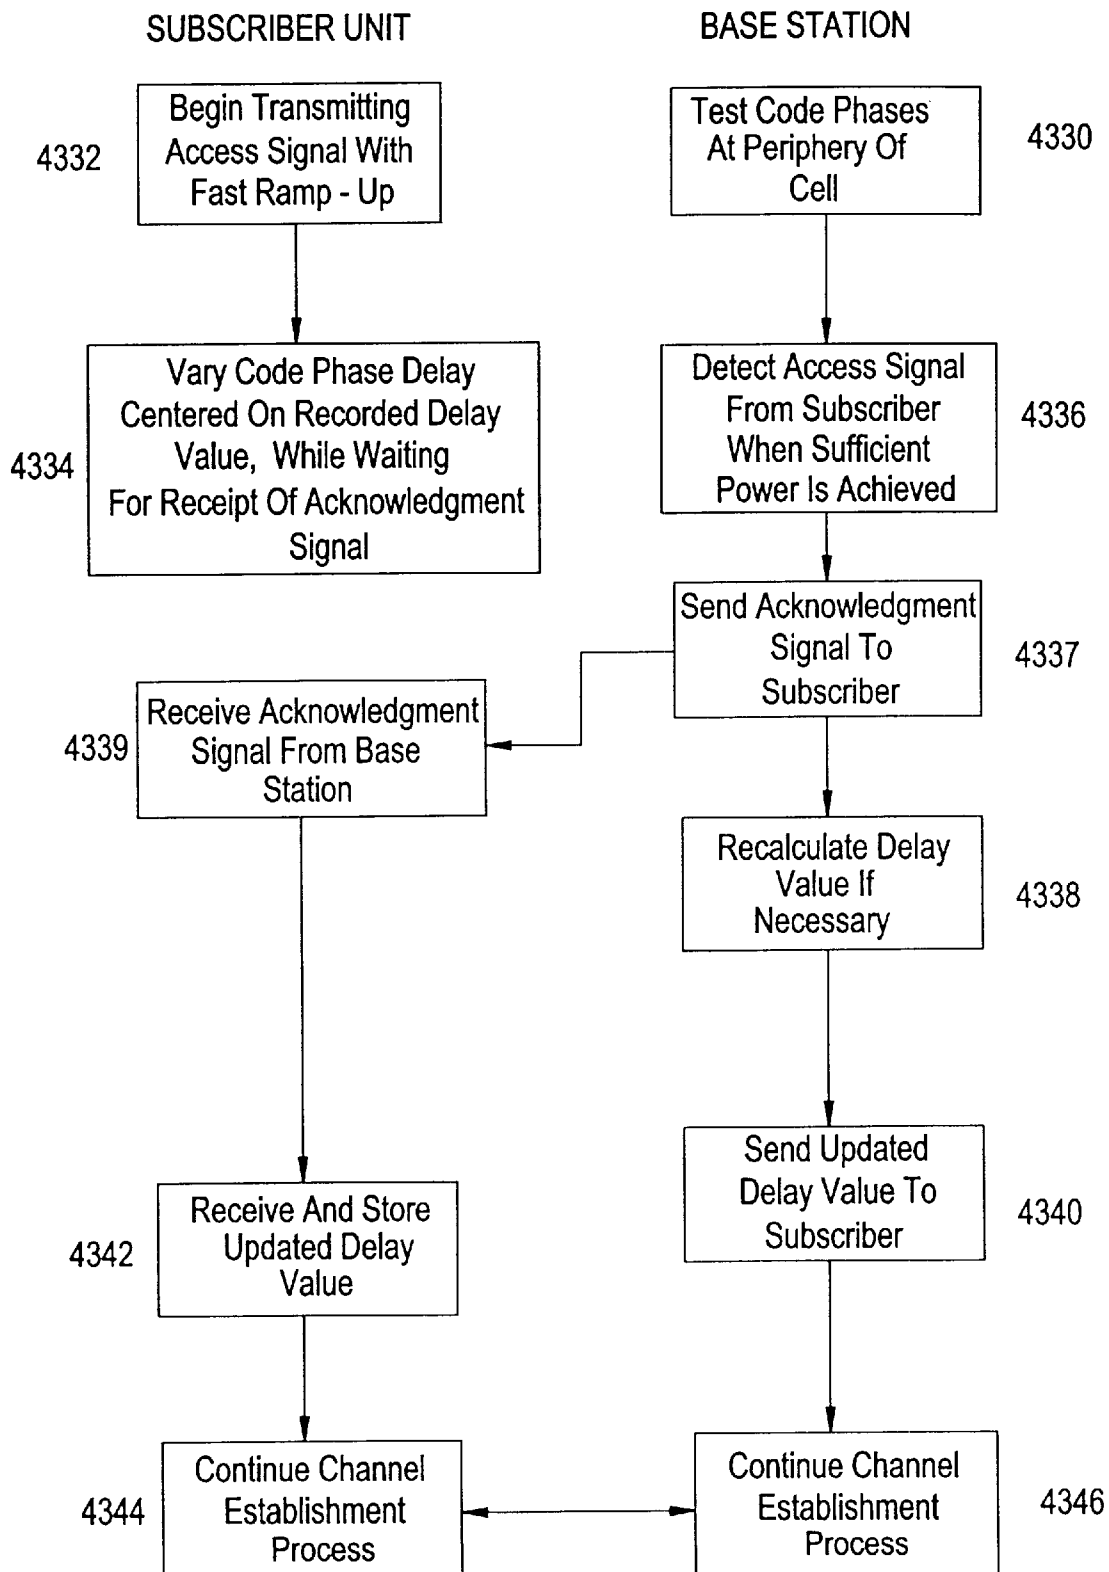 SUBSCRIBER UNIT
BASE STATION
Begin Transmitting
Access Signal With
Fast Ramp - Up
4332
Test Code Phases
At Periphery Of
Cell
4330
Vary Code Phase Delay
Centered On Recorded Delay
Value, While Waiting
For Receipt Of Acknowledgment
Signal
4334
Detect Access Signal
From Subscriber
When Sufficient
Power Is Achieved
4336
Send Acknowledgment
Signal To
Subscriber
4337
Receive Acknowledgment
Signal From Base
Station
4339
Recalculate Delay
Value If
Necessary
4338
Send Updated
Delay Value To
Subscriber
4340
Receive And Store
Updated Delay
Value
4342
Continue Channel
Establishment
Process
4344
Continue Channel
Establishment
Process
4346